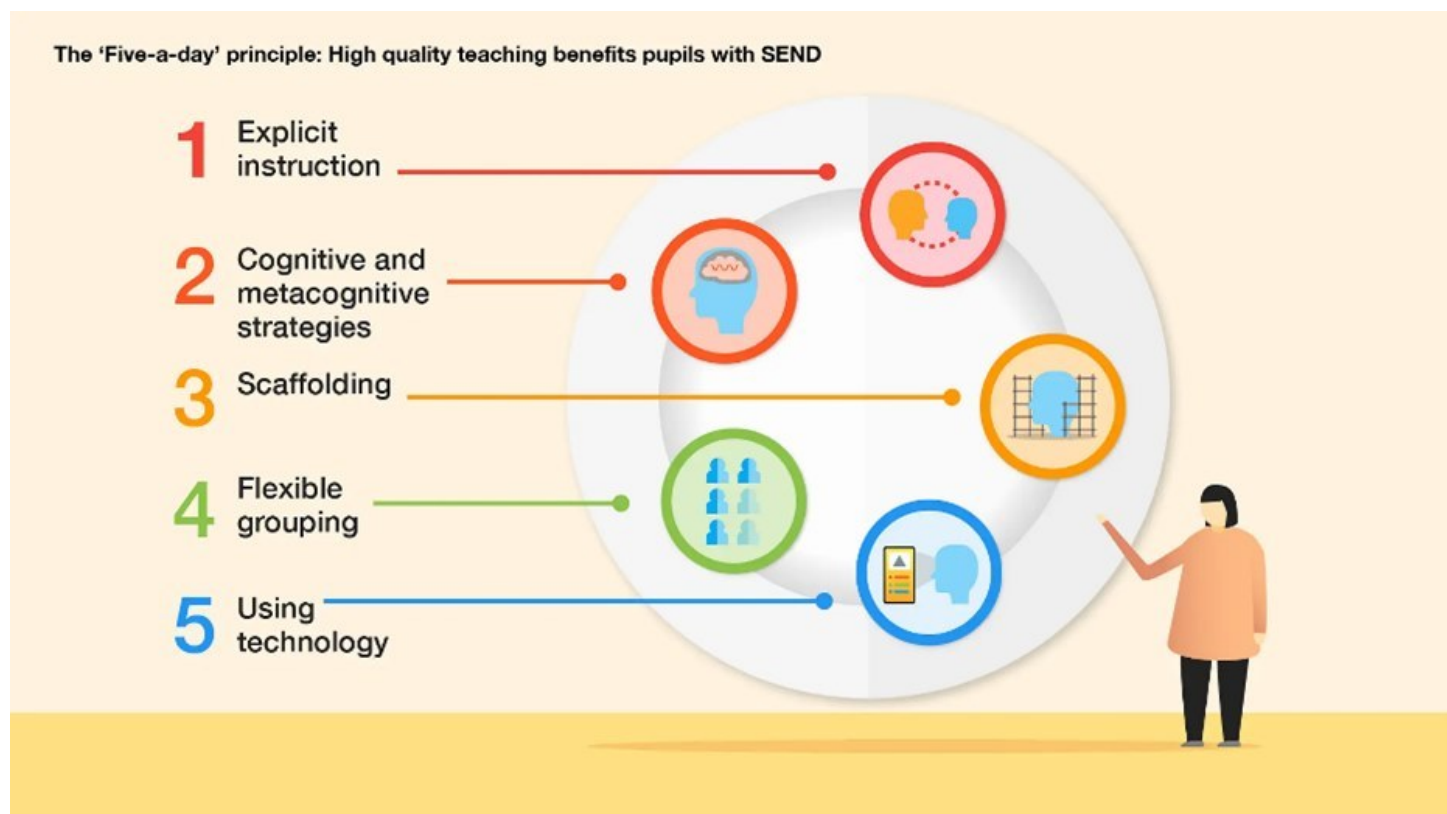 The ‘Five-a-day’ principle: High quality teaching benefits pupils with SEND
1 Explicit
instruction
2 Cognitive and
metacognitive
strategies
3 Scaffolding
4 Flexible
grouping
5 Using
technology